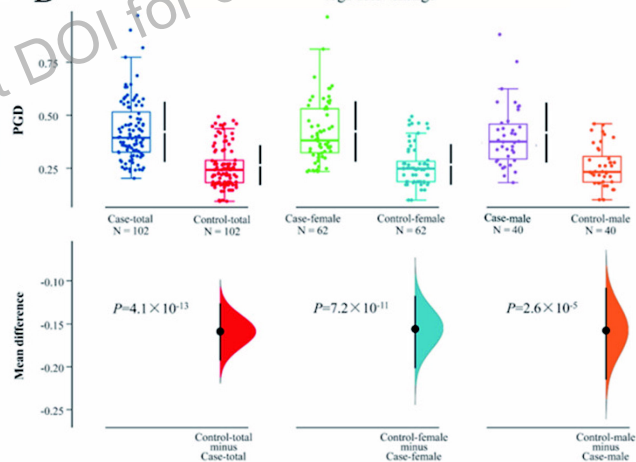 DOI for
PGD
0.75
0.50
0.25
Case-total
N = 102
Control-total
N = 102
Case-female
N = 62
Control-female
N = 62
Case-male
N = 40
Control-male
N = 40
Mean difference
-0.10
-0.15
-0.20
-0.25
P=4.1×10-13
P=7.2×10-11
P=2.6×10-5
Control-total
minus
Case-total
Control-female
minus
Case-female
Control-male
minus
Case-male